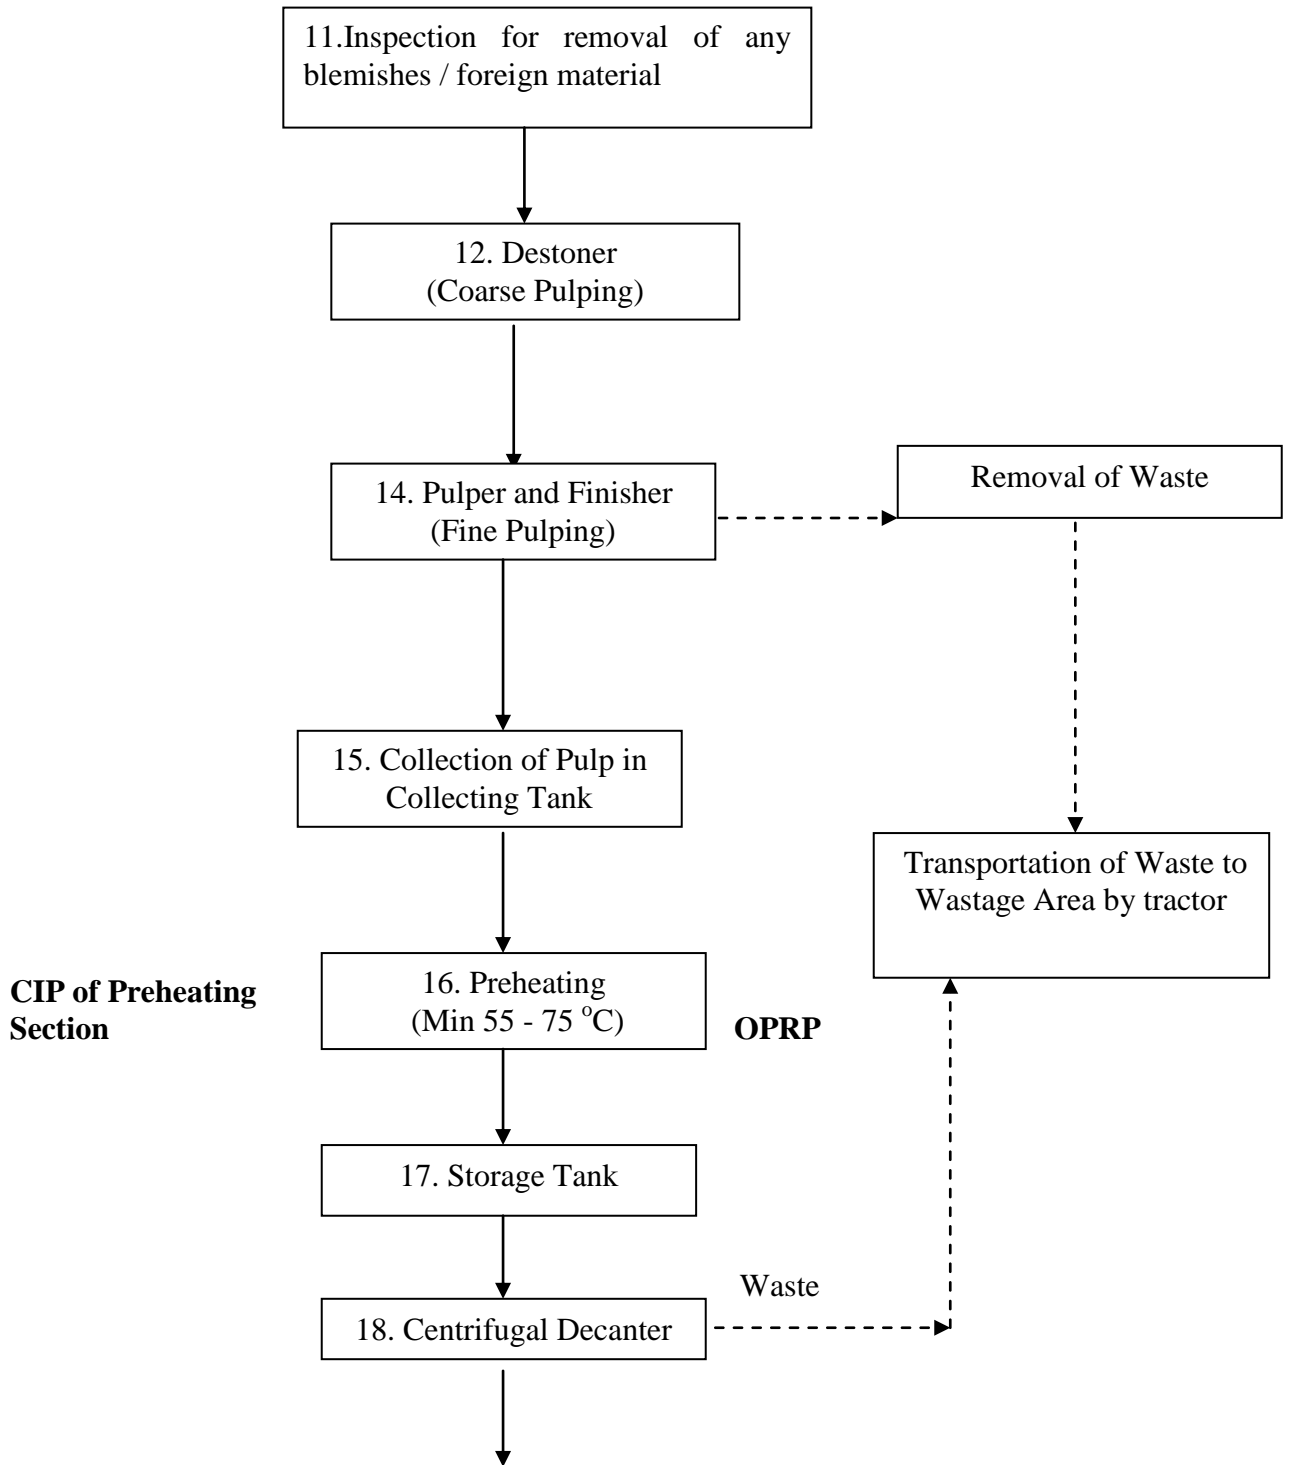 11.Inspection for removal of any
blemishes / foreign material
12. Destoner
(Coarse Pulping)
14. Pulper and Finisher
(Fine Pulping)
Removal of Waste
15. Collection of Pulp in
Collecting Tank
Transportation of Waste to
Wastage Area by tractor
CIP of Preheating
Section
16. Preheating
(Min 55 - 75 °C)
OPRP
17. Storage Tank
Waste
18. Centrifugal Decanter